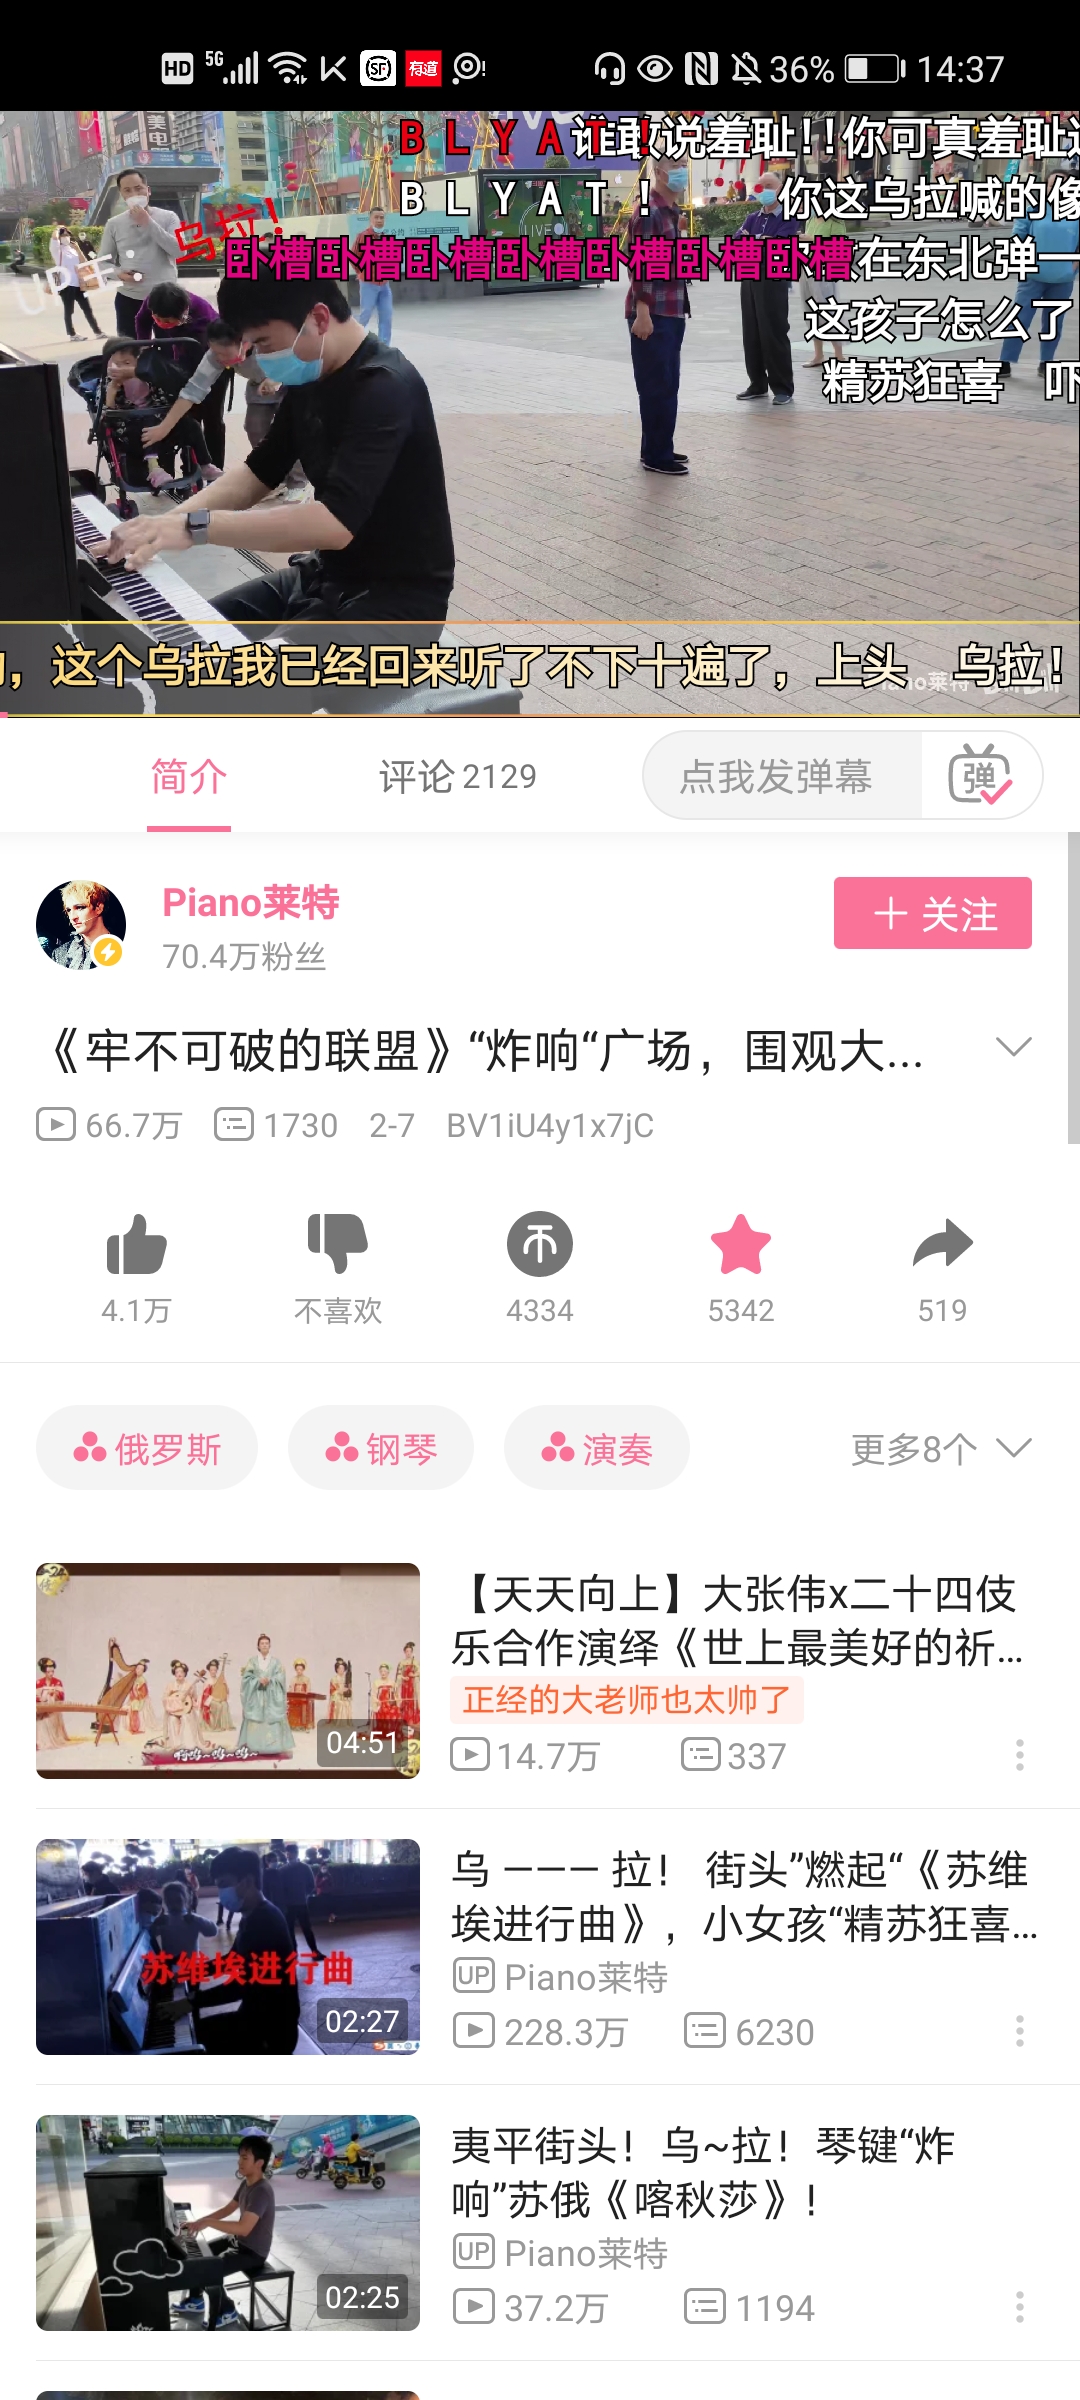 HD 5G SF 有道 36% 14:37
BLYAT! 谁敢说羞耻!!你可真羞耻
BLYAT! 你这乌拉喊的像
乌拉!
卧槽卧槽卧槽卧槽卧槽卧槽卧槽 在东北弹一
这孩子怎么了
精苏狂喜 吓
UP主
LIVE
，这个乌拉我已经回来听了不下十遍了，上头 乌拉!
简介 评论 2129 点我发弹幕 弹
Piano莱特
70.4万粉丝
＋ 关注
《牢不可破的联盟》“炸响“广场，围观大...
66.7万 1730 2-7 BV1iU4y1x7jC
4.1万 不喜欢 4334 5342 519
俄罗斯 钢琴 演奏 更多8个
【天天向上】大张伟x二十四伎
乐合作演绎《世上最美好的祈...
正经的大老师也太帅了
04:51
14.7万 337
乌 ––– 拉！ 街头”燃起“《苏维
埃进行曲》，小女孩“精苏狂喜...
苏维埃进行曲
02:27
UP Piano莱特
228.3万 6230
夷平街头！乌~拉！琴键“炸
响”苏俄《喀秋莎》!
02:25
UP Piano莱特
37.2万 1194